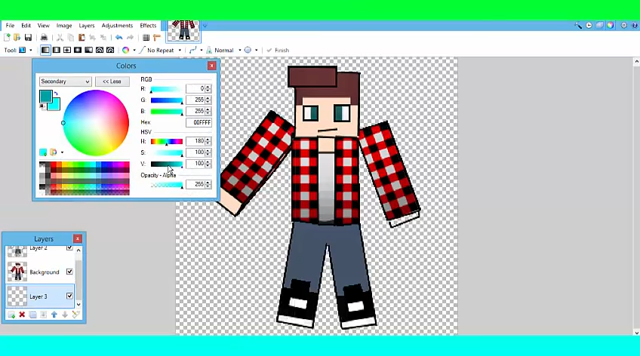 File Edit View Image Layers Adjustments Effects
Tool: No Repeat Normal Finish
Colors
Secondary << Less
RGB
R: 0
G: 255
B: 255
Hex: 00FFFF
HSV
H: 180
S: 100
V: 100
Opacity - Alpha
255
Layers
Layer 2
Background
Layer 3